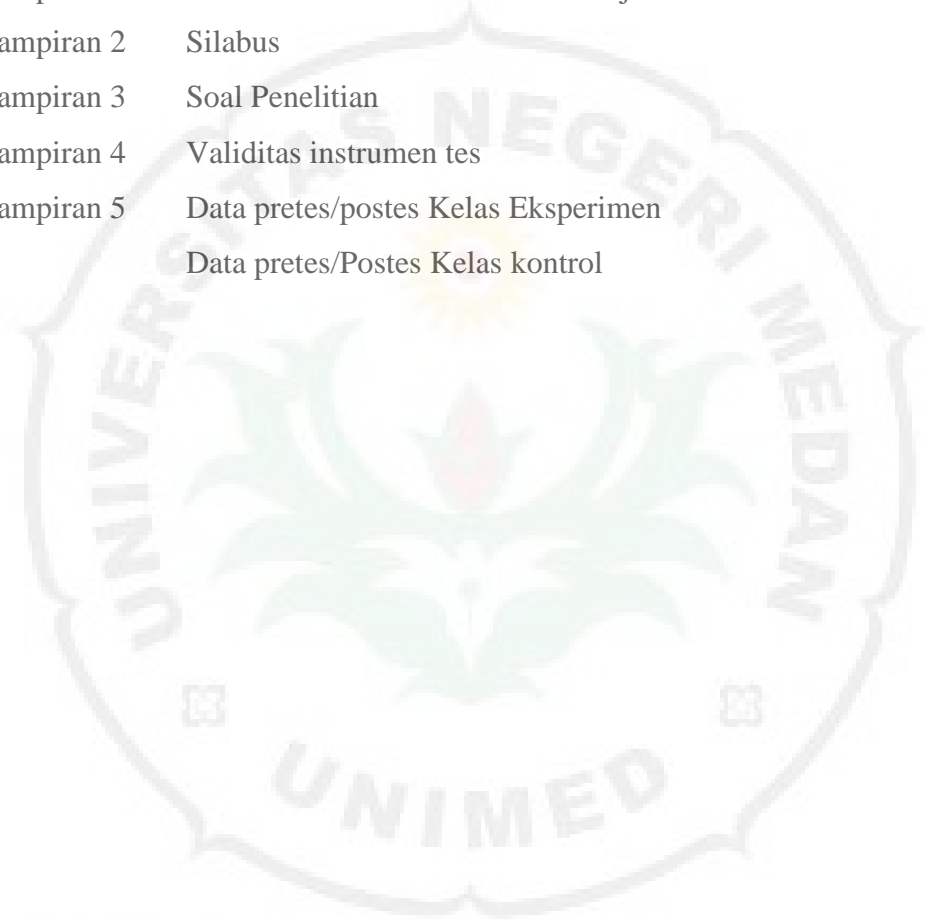 ampiran 2 Silabus
ampiran 3 Soal Penelitian
ampiran 4 Validitas instrumen tes
ampiran 5 Data pretes/postes Kelas Eksperimen
Data pretes/Postes Kelas kontrol
UNIVERSITAS NEGERI MEDAN
UNIMED